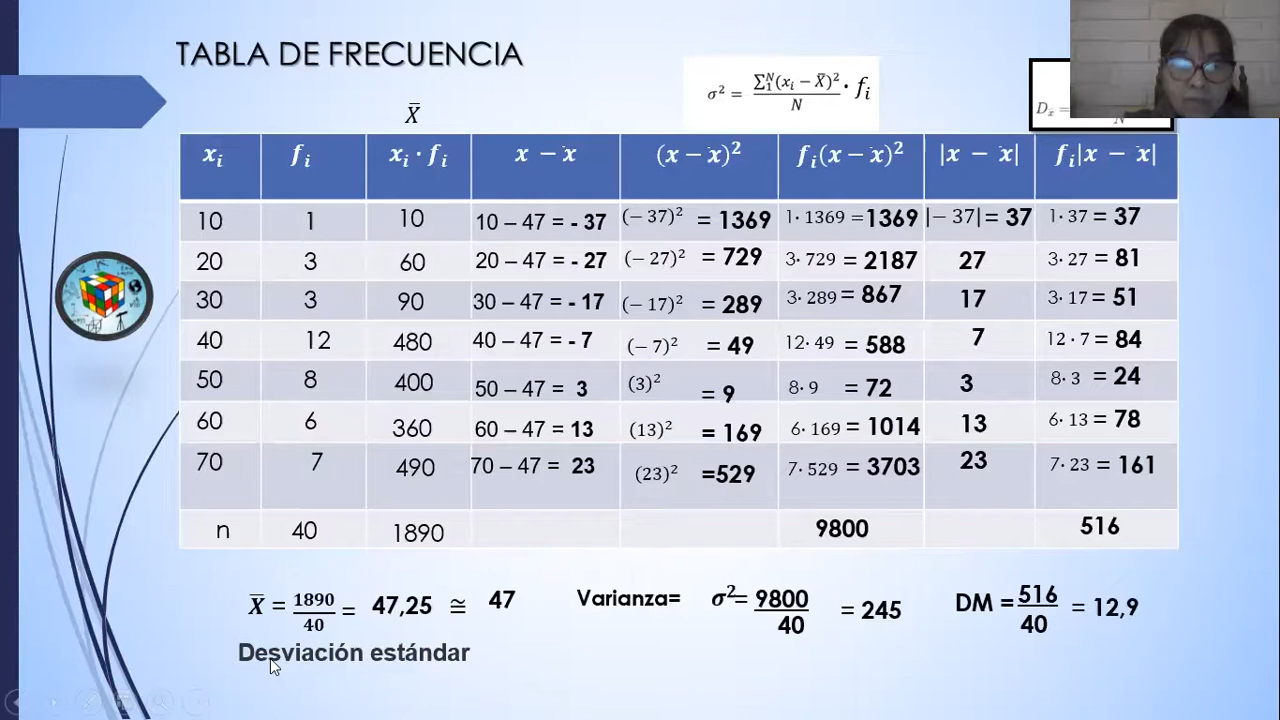 TABLA DE FRECUENCIA
σ² = ∑₁ᴺ(xᵢ − X̄)² / N · fᵢ
Dₓ̄ =
N
X̄
xᵢ fᵢ xᵢ · fᵢ x − ẋ (x − ẋ)² fᵢ(x − ẋ)² |x − ẋ| fᵢ|x − ẋ|
10 1 10 10 – 47 = - 37 (− 37)² = 1369 1· 1369 = 1369 |− 37| = 37 1· 37 = 37
20 3 60 20 – 47 = - 27 (− 27)² = 729 3· 729 = 2187 27 3· 27 = 81
30 3 90 30 – 47 = - 17 (− 17)² = 289 3· 289 = 867 17 3· 17 = 51
40 12 480 40 – 47 = - 7 (− 7)² = 49 12· 49 = 588 7 12 · 7 = 84
50 8 400 50 – 47 = 3 (3)² = 9 8· 9 = 72 3 8· 3 = 24
60 6 360 60 – 47 = 13 (13)² = 169 6· 169 = 1014 13 6· 13 = 78
70 7 490 70 – 47 = 23 (23)² =529 7· 529 = 3703 23 7· 23 = 161
n 40 1890 9800 516
X̄ = 1890/40 = 47,25 ≅ 47 Varianza= σ²= 9800/40 = 245 DM = 516/40 = 12,9
Desviación estándar